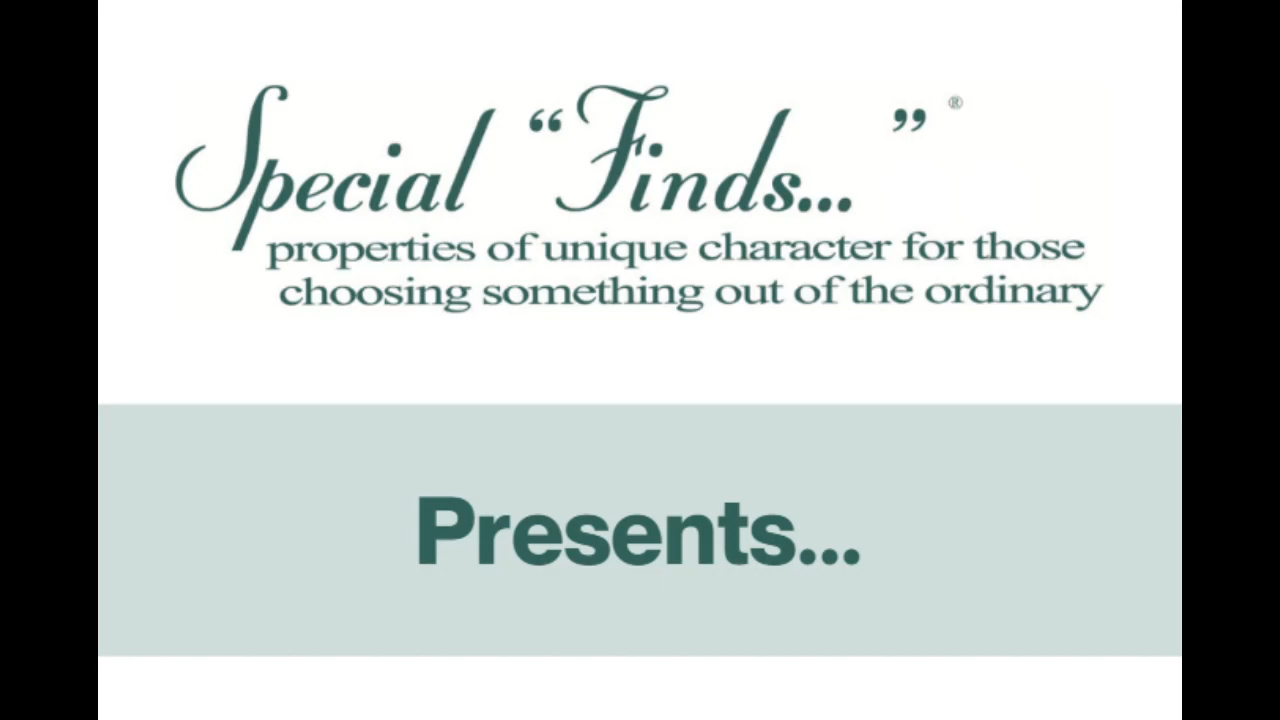 Special “Finds... ” ®
properties of unique character for those
choosing something out of the ordinary
Presents...